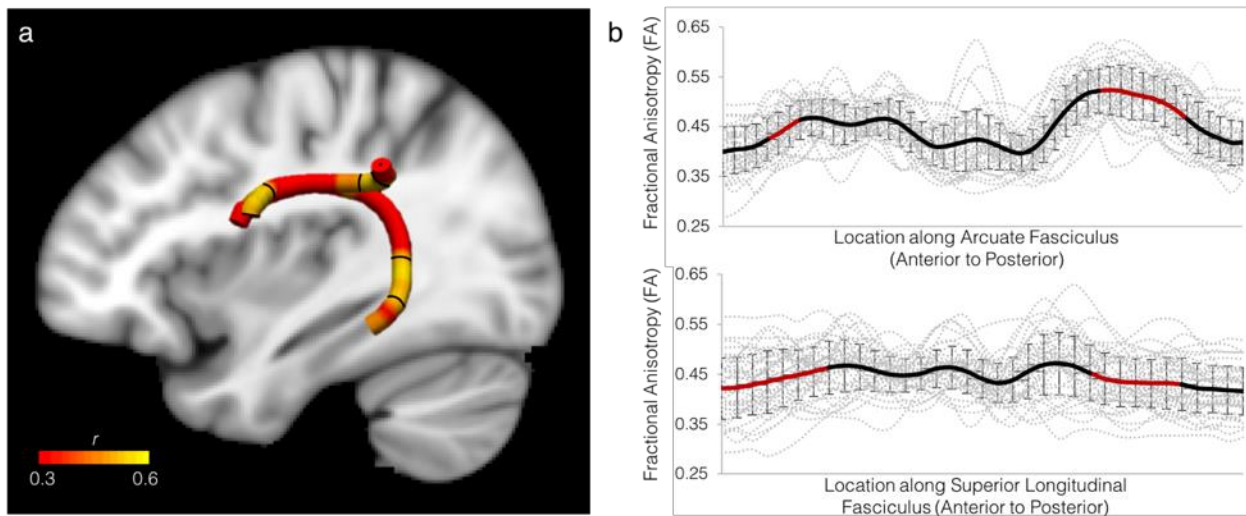 a
r
0.3 0.6
b
Fractional Anisotropy (FA)
0.65
0.55
0.45
0.35
0.25
Location along Arcuate Fasciculus
(Anterior to Posterior)
Fractional Anisotropy (FA)
0.65
0.55
0.45
0.35
0.25
Location along Superior Longitudinal
Fasciculus (Anterior to Posterior)